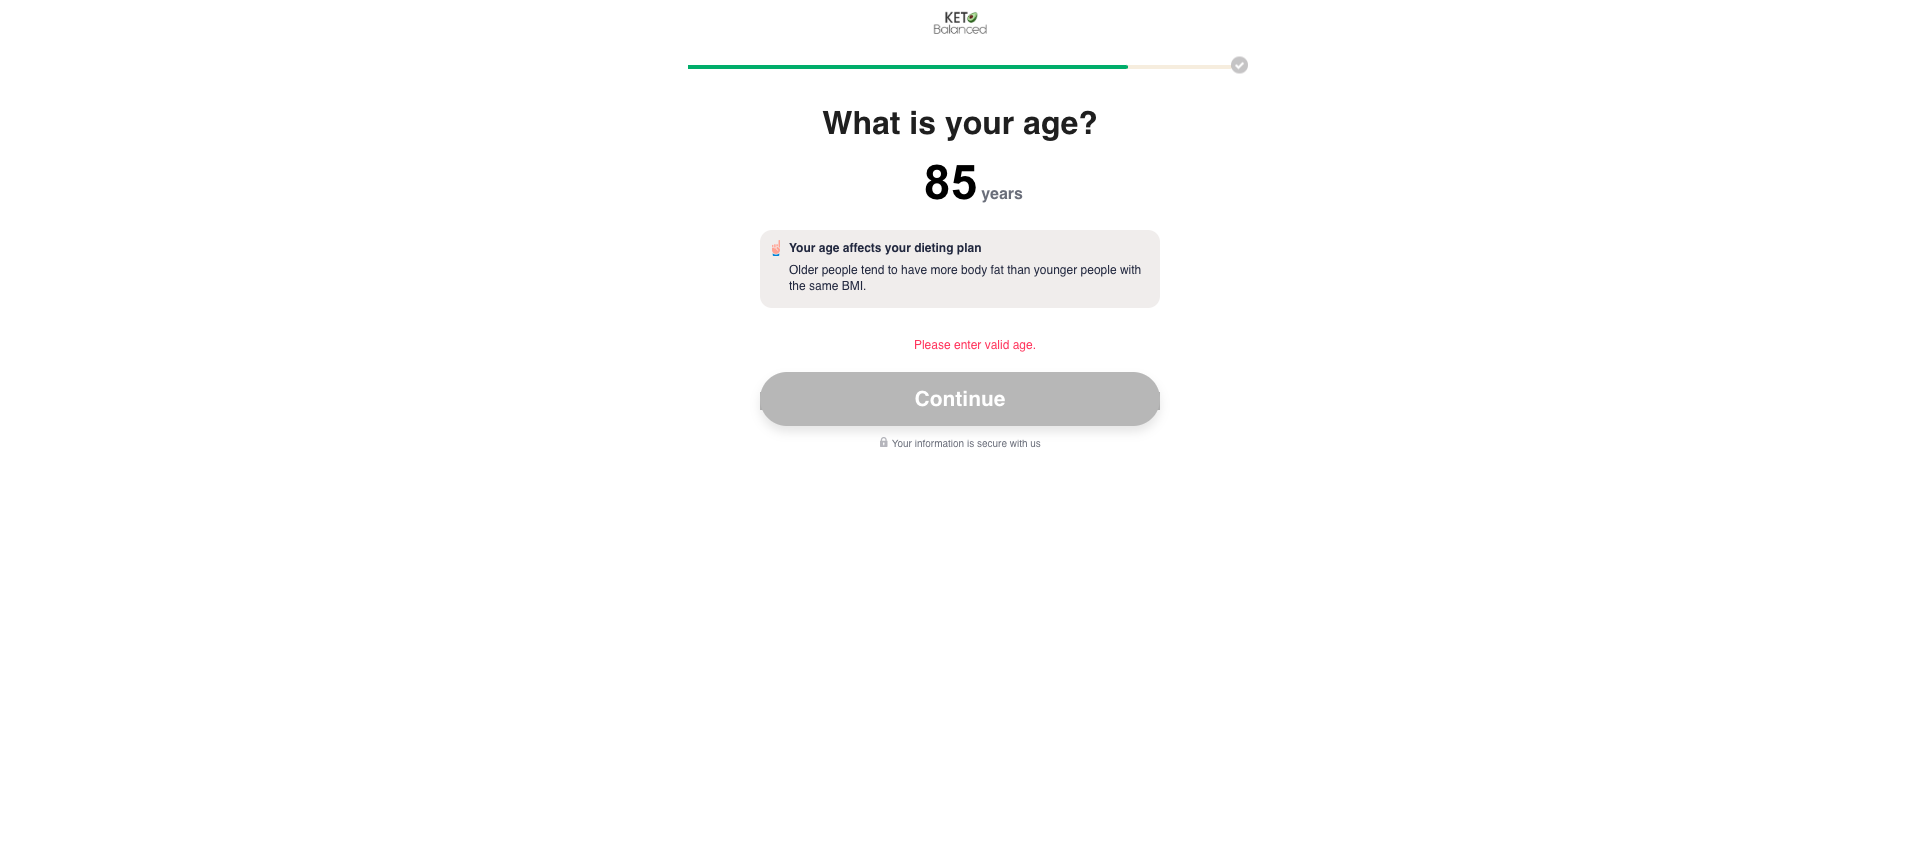 KETO
Balanced
What is your age?
85 years
Your age affects your dieting plan
Older people tend to have more body fat than younger people with
the same BMI.
Please enter valid age.
Continue
Your information is secure with us